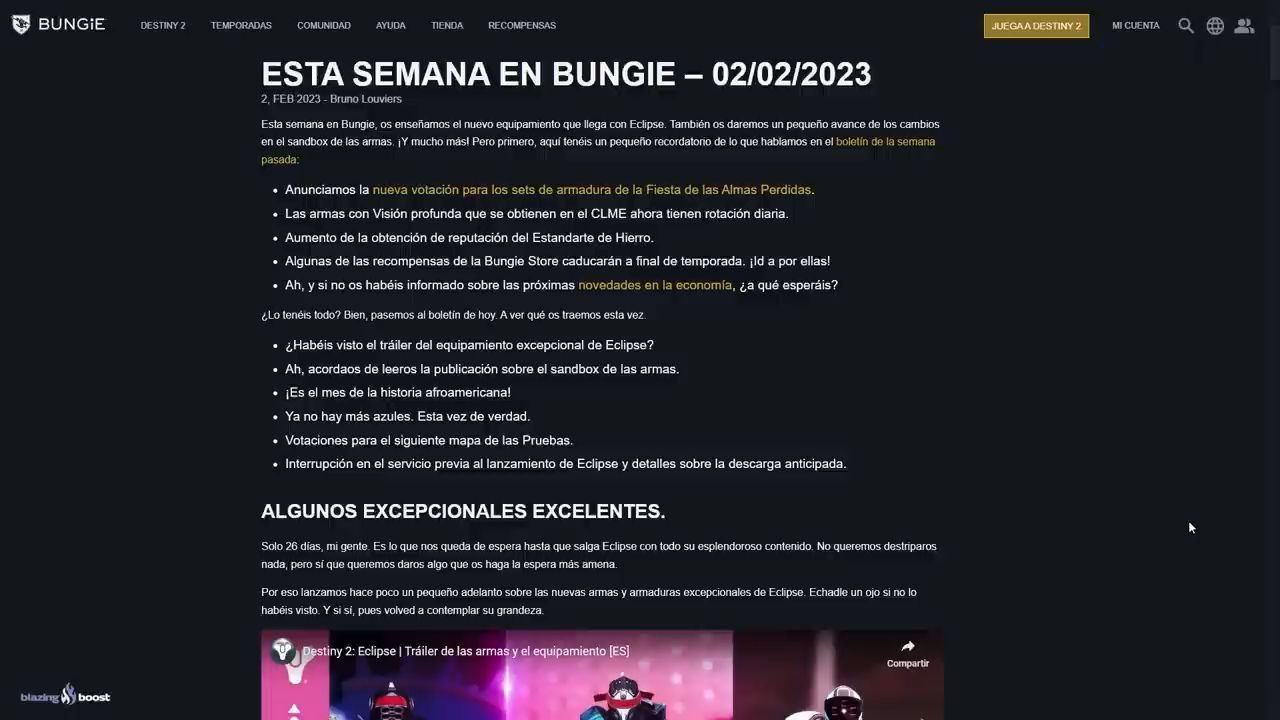 BUNGiE
DESTINY 2
TEMPORADAS
COMUNIDAD
AYUDA
TIENDA
RECOMPENSAS
JUEGA A DESTINY 2
MI CUENTA
ESTA SEMANA EN BUNGIE – 02/02/2023
2, FEB 2023 - Bruno Louviers
Esta semana en Bungie, os enseñamos el nuevo equipamiento que llega con Eclipse. También os daremos un pequeño avance de los cambios
en el sandbox de las armas. ¡Y mucho más! Pero primero, aquí tenéis un pequeño recordatorio de lo que hablamos en el boletín de la semana
pasada:
• Anunciamos la nueva votación para los sets de armadura de la Fiesta de las Almas Perdidas.
• Las armas con Visión profunda que se obtienen en el CLME ahora tienen rotación diaria.
• Aumento de la obtención de reputación del Estandarte de Hierro.
• Algunas de las recompensas de la Bungie Store caducarán a final de temporada. ¡Id a por ellas!
• Ah, y si no os habéis informado sobre las próximas novedades en la economía, ¿a qué esperáis?
¿Lo tenéis todo? Bien, pasemos al boletín de hoy. A ver qué os traemos esta vez.
• ¿Habéis visto el tráiler del equipamiento excepcional de Eclipse?
• Ah, acordaos de leeros la publicación sobre el sandbox de las armas.
• ¡Es el mes de la historia afroamericana!
• Ya no hay más azules. Esta vez de verdad.
• Votaciones para el siguiente mapa de las Pruebas.
• Interrupción en el servicio previa al lanzamiento de Eclipse y detalles sobre la descarga anticipada.
ALGUNOS EXCEPCIONALES EXCELENTES.
Solo 26 días, mi gente. Es lo que nos queda de espera hasta que salga Eclipse con todo su esplendoroso contenido. No queremos destriparos
nada, pero sí que queremos daros algo que os haga la espera más amena.
Por eso lanzamos hace poco un pequeño adelanto sobre las nuevas armas y armaduras excepcionales de Eclipse. Echadle un ojo si no lo
habéis visto. Y si sí, pues volved a contemplar su grandeza.
Destiny 2: Eclipse | Tráiler de las armas y el equipamiento [ES]
Compartir
blazing boost